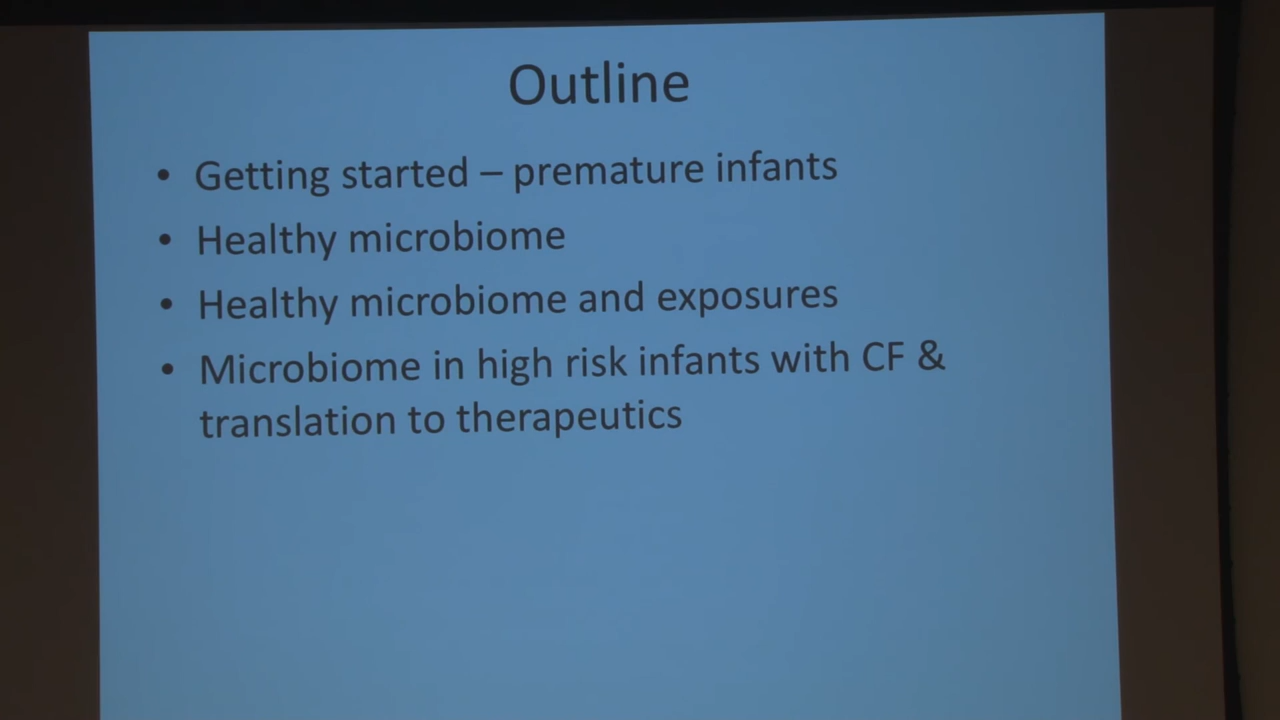 Outline
• Getting started – premature infants
• Healthy microbiome
• Healthy microbiome and exposures
• Microbiome in high risk infants with CF &
translation to therapeutics